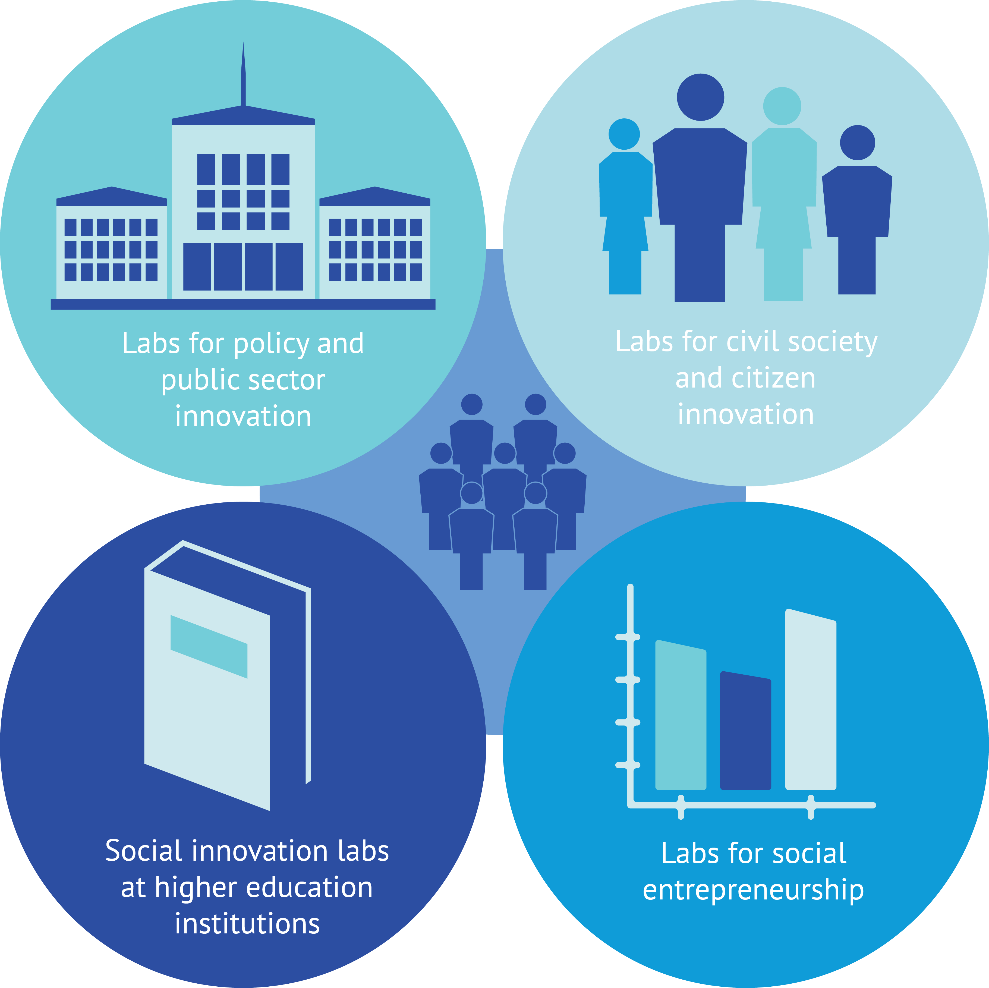 Labs for policy and
public sector
innovation
Labs for civil society
and citizen
innovation
Social innovation labs
at higher education
institutions
Labs for social
entrepreneurship